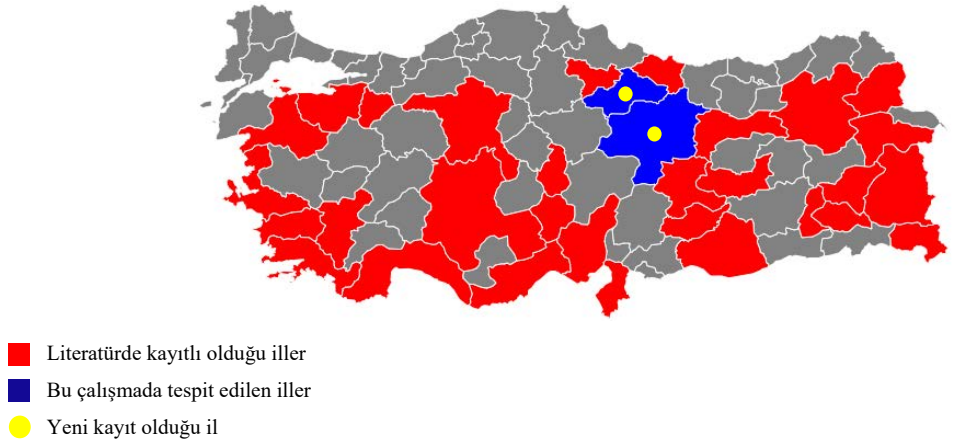 Literatürde kayıtlı olduğu iller
Bu çalışmada tespit edilen iller
Yeni kayıt olduğu il